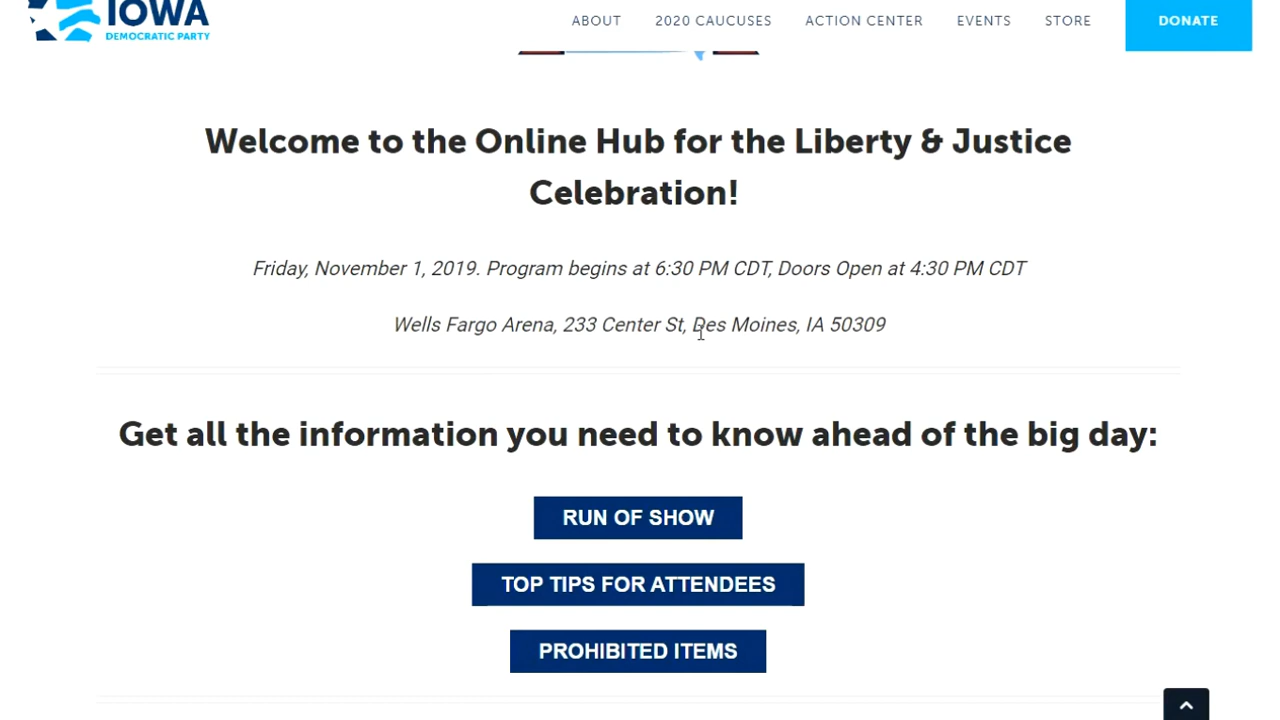 IOWA
DEMOCRATIC PARTY
ABOUT 2020 CAUCUSES ACTION CENTER EVENTS STORE DONATE
Welcome to the Online Hub for the Liberty & Justice
Celebration!
Friday, November 1, 2019. Program begins at 6:30 PM CDT, Doors Open at 4:30 PM CDT
Wells Fargo Arena, 233 Center St, Des Moines, IA 50309
Get all the information you need to know ahead of the big day:
RUN OF SHOW
TOP TIPS FOR ATTENDEES
PROHIBITED ITEMS